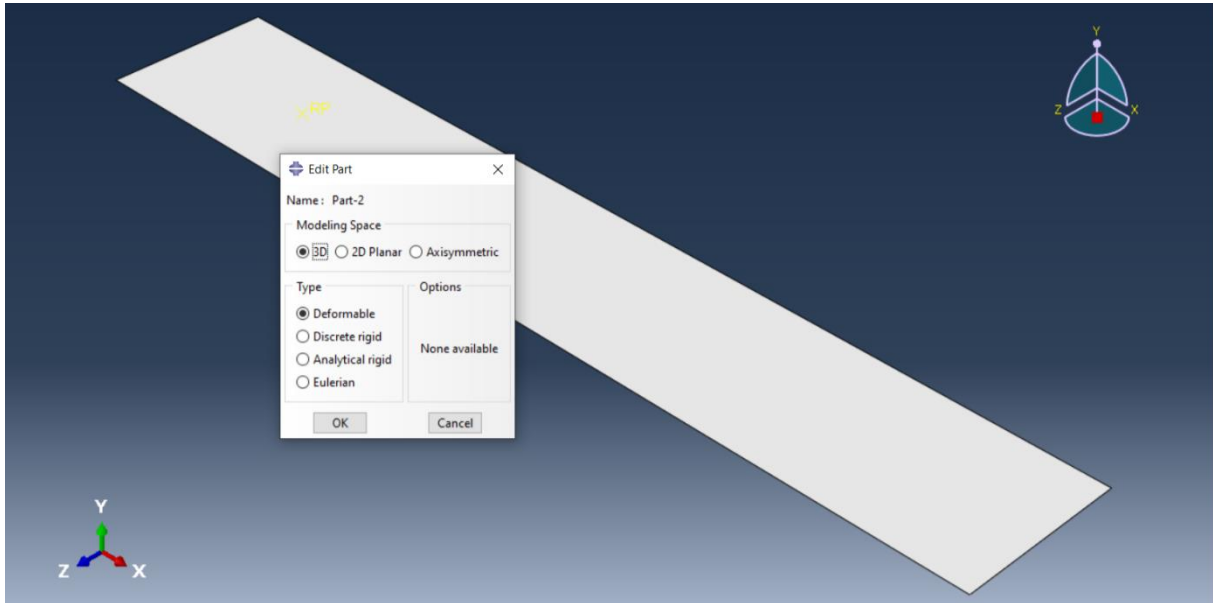 Y
Z
X
RP
Edit Part
Name: Part-2
Modeling Space
3D
2D Planar
Axisymmetric
Type
Options
Deformable
Discrete rigid
Analytical rigid
Eulerian
None available
OK
Cancel
Y
Z
X